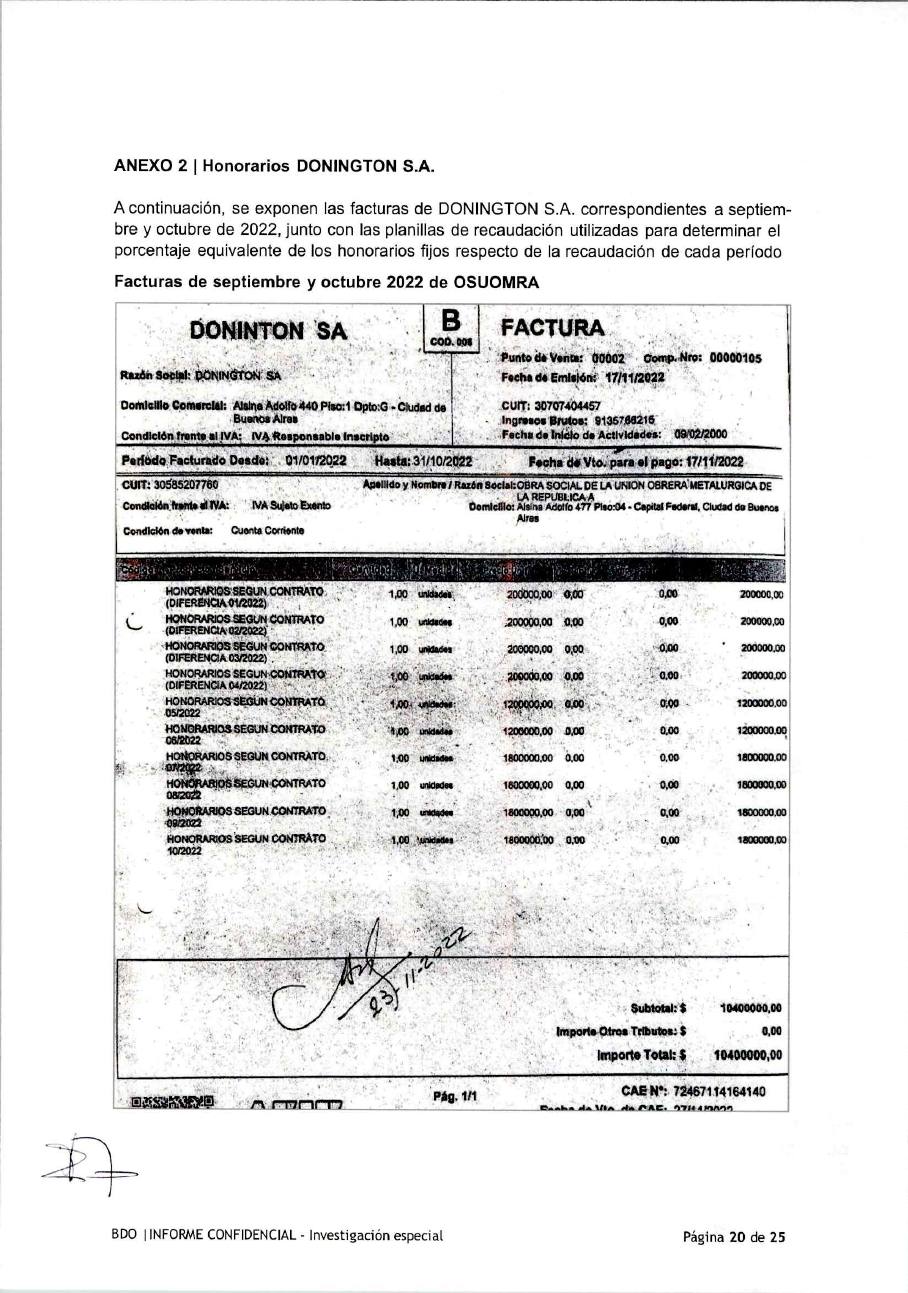 ANEXO 2 | Honorarios DONINGTON S.A.
A continuación, se exponen las facturas de DONINGTON S.A. correspondientes a septiem-
bre y octubre de 2022, junto con las planillas de recaudación utilizadas para determinar el
porcentaje equivalente de los honorarios fijos respecto de la recaudación de cada período
Facturas de septiembre y octubre 2022 de OSUOMRA
DONINTON SA
B
COD. 006
FACTURA
Punto de Venta: 00002 Comp. Nro: 00000105
Razón Social: DONINGTON SA
Fecha de Emisión: 17/11/2022
Domicilio Comercial: Alsina Adolfo 440 Piso:1 Dpto:G - Ciudad de
Buenos Aires
CUIT: 30707404457
Ingresos Brutos: 9135766215
Condición frente al IVA: IVA Responsable Inscripto
Fecha de Inicio de Actividades: 09/02/2000
Período Facturado Desde: 01/01/2022 Hasta: 31/10/2022 Fecha de Vto. para el pago: 17/11/2022
CUIT: 30585207760
Apellido y Nombre / Razón Social: OBRA SOCIAL DE LA UNION OBRERA METALURGICA DE
LA REPUBLICA A
Condición frente al IVA: IVA Sujeto Exento
Domicilio: Alsina Adolfo 477 Piso:04 - Capital Federal, Ciudad de Buenos
Aires
Condición de venta: Cuenta Corriente
HONORARIOS SEGUN CONTRATO 1,00 unidades 200000,00 0,00 0,00 200000,00
(DIFERENCIA 01/2022)
HONORARIOS SEGUN CONTRATO 1,00 unidades 200000,00 0,00 0,00 200000,00
(DIFERENCIA 02/2022)
HONORARIOS SEGUN CONTRATO 1,00 unidades 200000,00 0,00 0,00 200000,00
(DIFERENCIA 03/2022)
HONORARIOS SEGUN CONTRATO 1,00 unidades 200000,00 0,00 0,00 200000,00
(DIFERENCIA 04/2022)
HONORARIOS SEGUN CONTRATO 1,00 unidades 1200000,00 0,00 0,00 1200000,00
05/2022
HONORARIOS SEGUN CONTRATO 1,00 unidades 1200000,00 0,00 0,00 1200000,00
06/2022
HONORARIOS SEGUN CONTRATO 1,00 unidades 1800000,00 0,00 0,00 1800000,00
07/2022
HONORARIOS SEGUN CONTRATO 1,00 unidades 1800000,00 0,00 0,00 1800000,00
08/2022
HONORARIOS SEGUN CONTRATO 1,00 unidades 1800000,00 0,00 0,00 1800000,00
09/2022
HONORARIOS SEGUN CONTRATO 1,00 unidades 1800000,00 0,00 0,00 1800000,00
10/2022
23-11-2022
Subtotal: $ 10400000,00
Importe Otros Tributos: $ 0,00
Importe Total: $ 10400000,00
Pág. 1/1
CAE N°: 72467114164140
Fecha de Vto. de CAE: 27/11/2022
BDO | INFORME CONFIDENCIAL - Investigación especial
Página 20 de 25